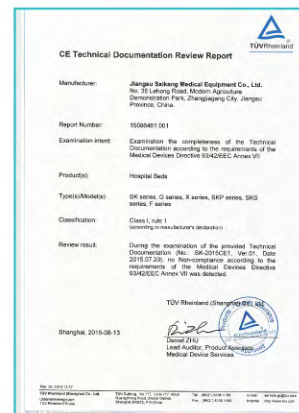 TÜVRheinland
CE Technical Documentation Review Report
Manufacturer: Jiangsu Saikang Medical Equipment Co., Ltd.
No. 35 Lehong Road, Modern Agriculture
Demonstration Park, Zhangjiagang City, Jiangsu
Province, China
Report Number: 15085461 001
Examination intent: Examination the completeness of the Technical
Documentation according to the requirements of the
Medical Devices Directive 93/42/EEC Annex VII
Product(s): Hospital Beds
Type(s)/Model(s): SK series, G series, X series, SKP series, SKS
series, F series
Classification: Class I, rule 1
(according to manufacturer's declaration)
Review result: During the examination of the provided Technical
Documentation (No.: SK-2015CE1, Ver.01, Date
2015.07.20), no Non-compliance according to the
requirements of the Medical Devices Directive
93/42/EEC Annex VII was detected.
TÜV Rheinland (Shanghai) Co., Ltd.
Shanghai, 2015-08-13
Daniel ZHU
Lead Auditor, Product Assessor
Medical Device Services